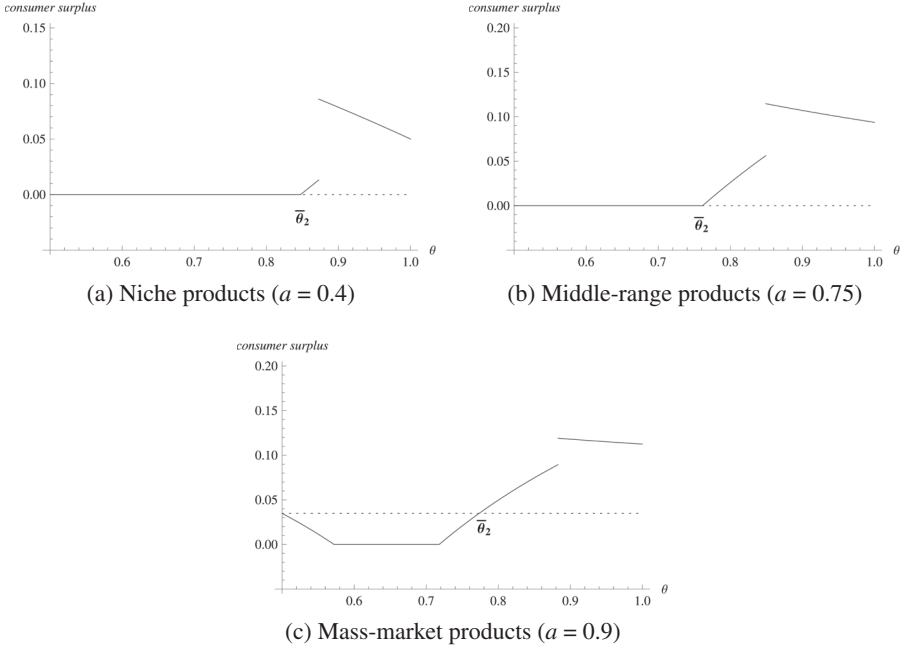 consumer surplus
0.15
0.10
0.05
0.00
θ̅₂
0.6 0.7 0.8 0.9 1.0 θ
(a) Niche products (a = 0.4)
consumer surplus
0.20
0.15
0.10
0.05
0.00
θ̅₂
0.6 0.7 0.8 0.9 1.0 θ
(b) Middle-range products (a = 0.75)
consumer surplus
0.20
0.15
0.10
0.05
0.00
θ̅₂
0.6 0.7 0.8 0.9 1.0 θ
(c) Mass-market products (a = 0.9)